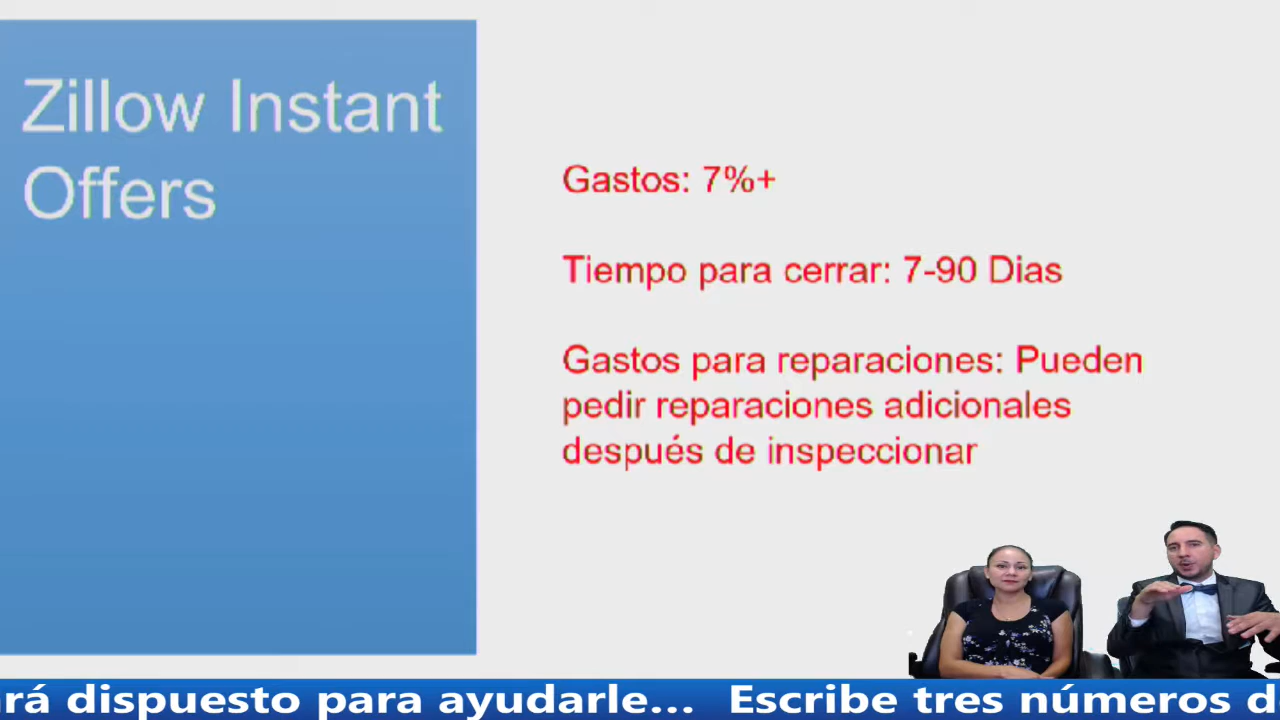 Zillow Instant
Offers
Gastos: 7%+
Tiempo para cerrar: 7-90 Dias
Gastos para reparaciones: Pueden
pedir reparaciones adicionales
después de inspeccionar
ará dispuesto para ayudarle... Escribe tres números d